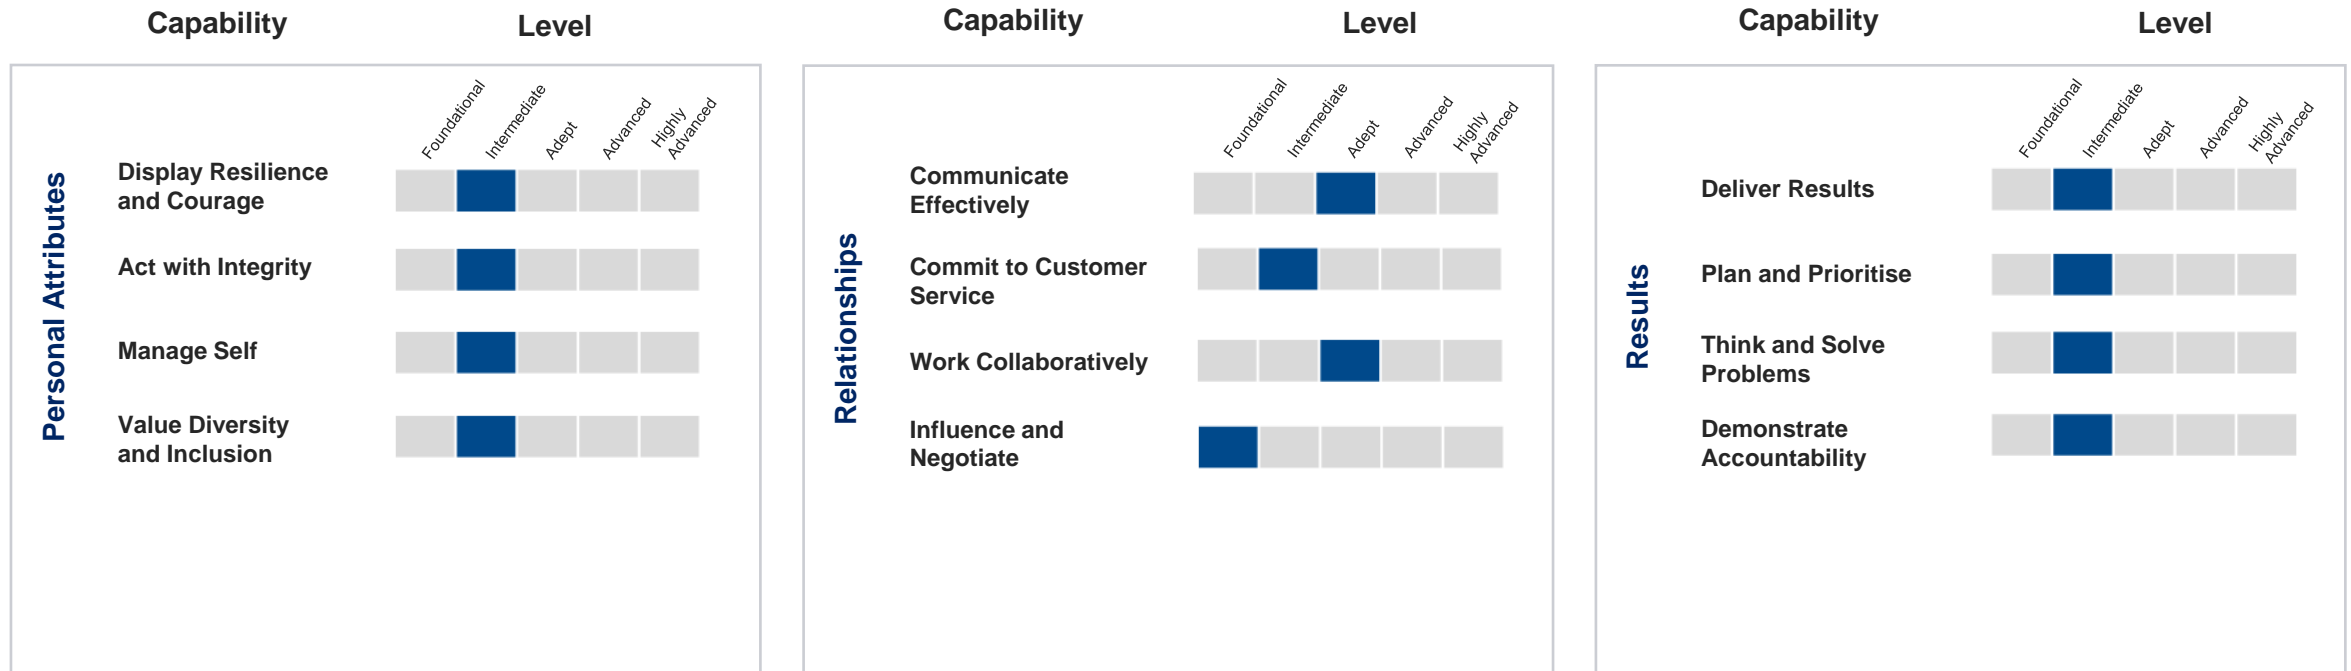 Capability
Level
Personal Attributes
Foundational
Intermediate
Adept
Advanced
Highly
Advanced
Display Resilience
and Courage
Act with Integrity
Manage Self
Value Diversity
and Inclusion
Capability
Level
Relationships
Foundational
Intermediate
Adept
Advanced
Highly
Advanced
Communicate
Effectively
Commit to Customer
Service
Work Collaboratively
Influence and
Negotiate
Capability
Level
Results
Foundational
Intermediate
Adept
Advanced
Highly
Advanced
Deliver Results
Plan and Prioritise
Think and Solve
Problems
Demonstrate
Accountability